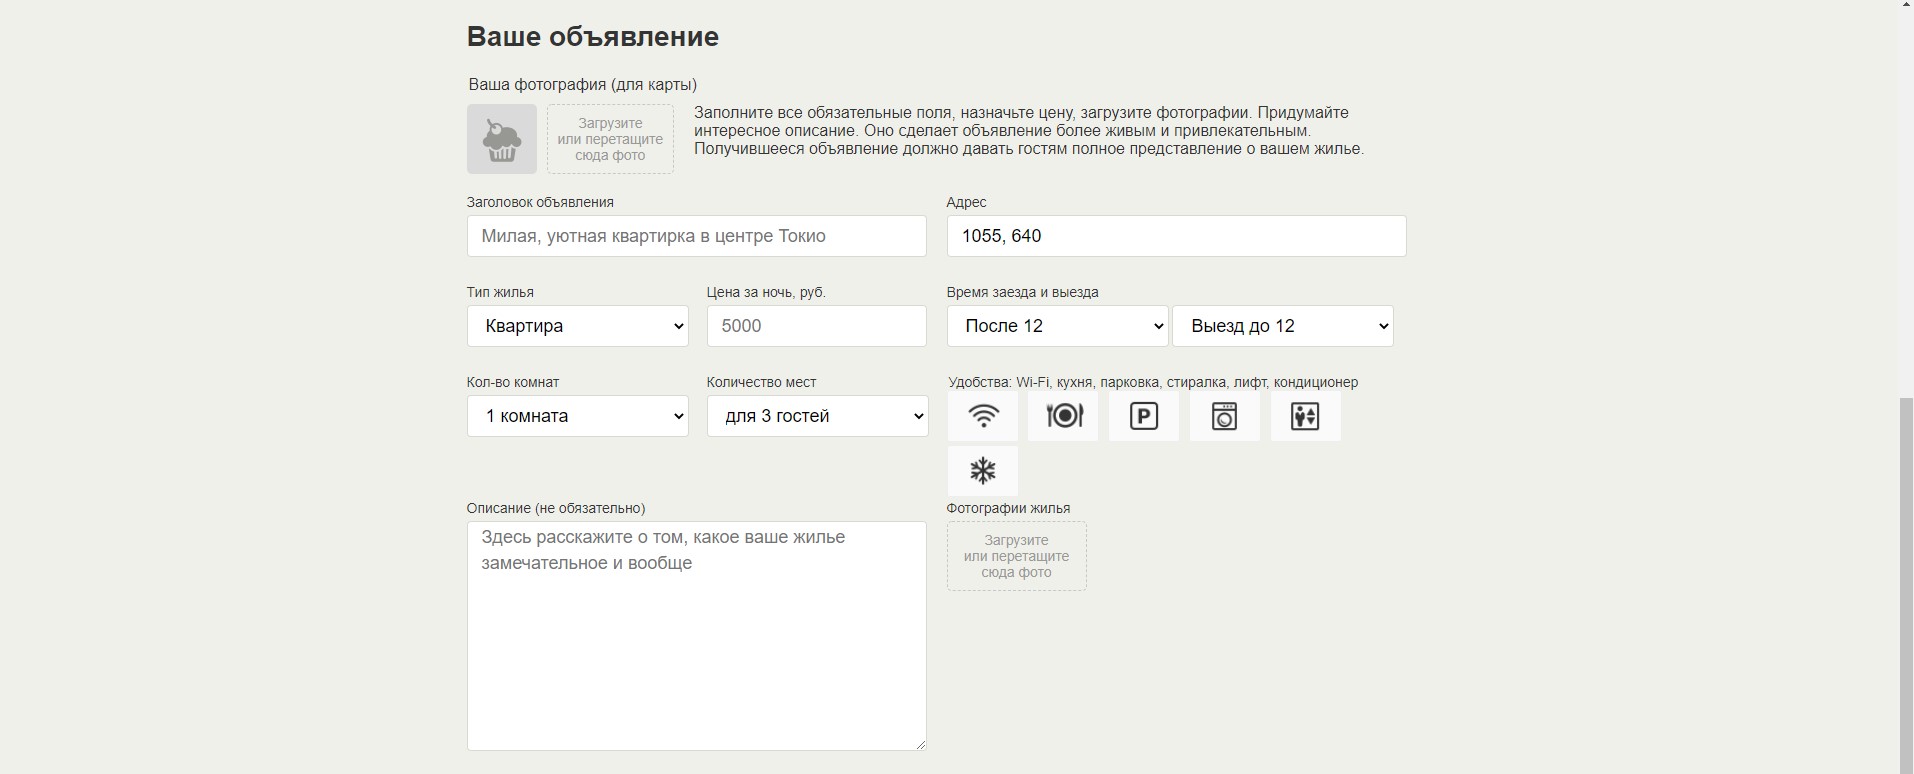 Ваше объявление
Ваша фотография (для карты)
Загрузите
или перетащите
сюда фото
Заполните все обязательные поля, назначьте цену, загрузите фотографии. Придумайте
интересное описание. Оно сделает объявление более живым и привлекательным.
Получившееся объявление должно давать гостям полное представление о вашем жилье.
Заголовок объявления
Милая, уютная квартирка в центре Токио
Адрес
1055, 640
Тип жилья
Квартира
Цена за ночь, руб.
5000
Время заезда и выезда
После 12
Выезд до 12
Кол-во комнат
1 комната
Количество мест
для 3 гостей
Удобства: Wi-Fi, кухня, парковка, стиралка, лифт, кондиционер
P
Описание (не обязательно)
Здесь расскажите о том, какое ваше жилье
замечательное и вообще
Фотографии жилья
Загрузите
или перетащите
сюда фото